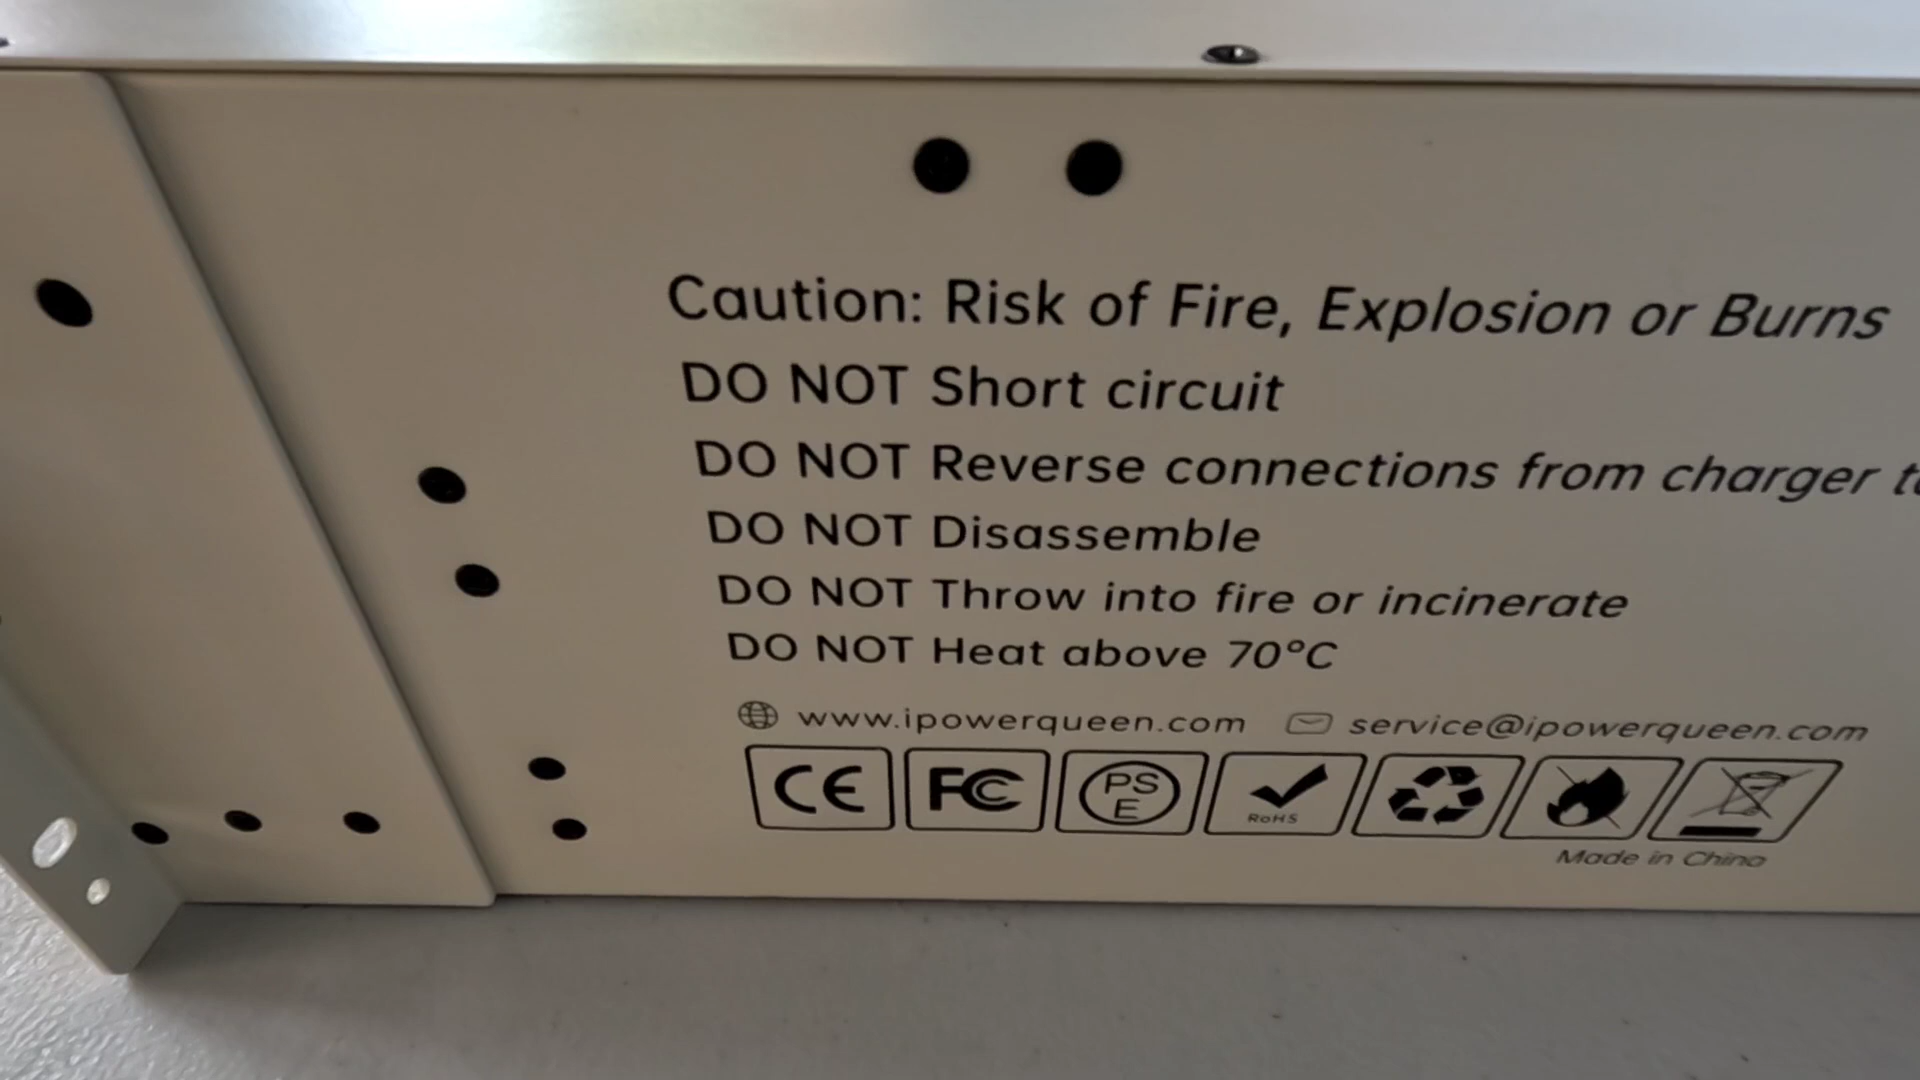 Caution: Risk of Fire, Explosion or Burns
DO NOT Short circuit
DO NOT Reverse connections from charger
DO NOT Disassemble
DO NOT Throw into fire or incinerate
DO NOT Heat above 70°C
www.ipowerqueen.com service@ipowerqueen.com
CE FC PS E RoHS
Made in China